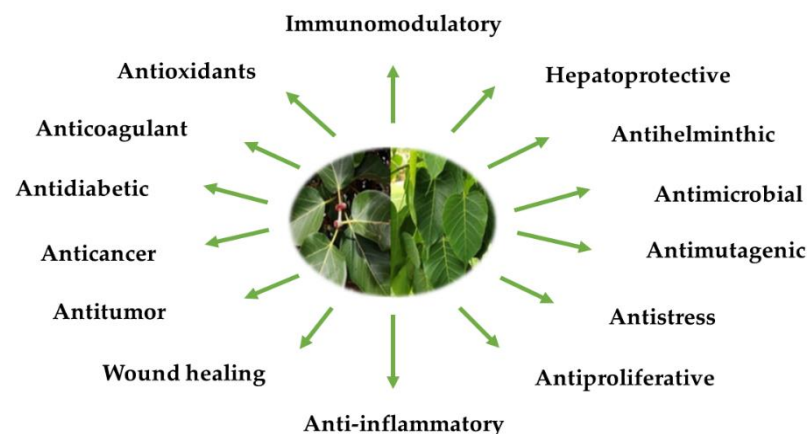 Immunomodulatory
Antioxidants
Hepatoprotective
Anticoagulant
Antihelminthic
Antidiabetic
Antimicrobial
Anticancer
Antimutagenic
Antitumor
Antistress
Wound healing
Antiproliferative
Anti-inflammatory